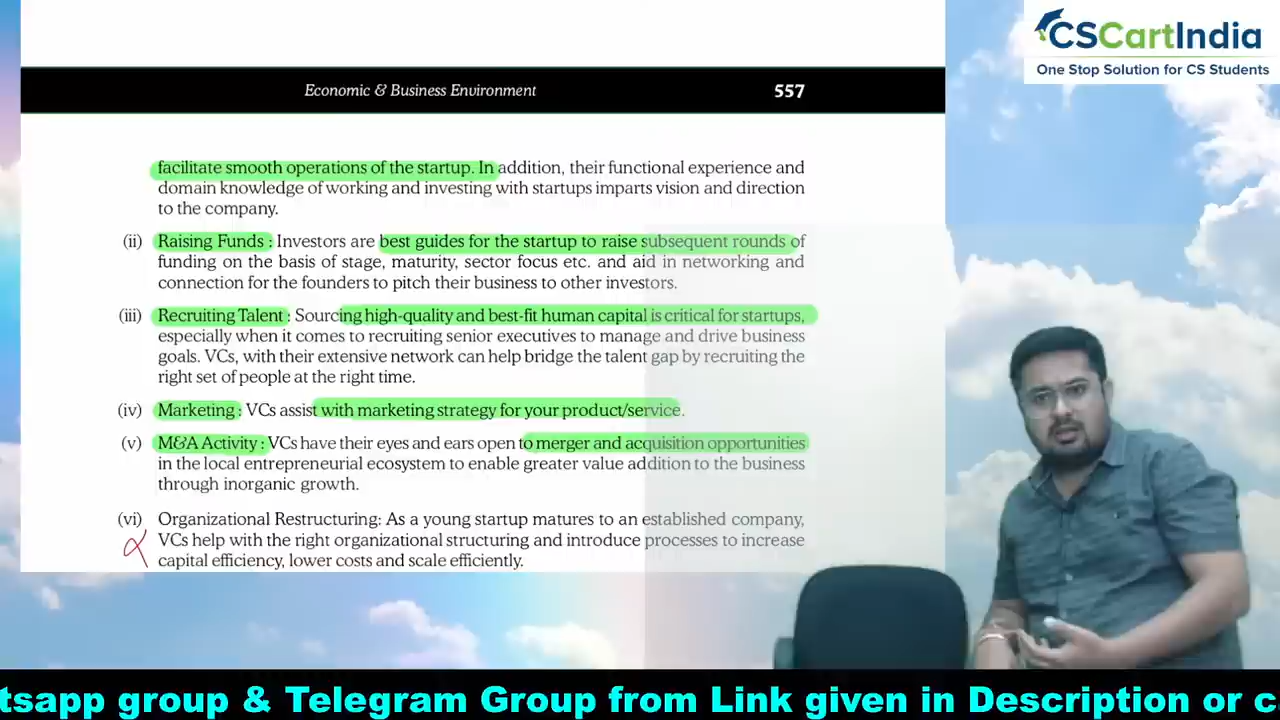 CSCartIndia
One Stop Solution for CS Students
Economic & Business Environment 557
facilitate smooth operations of the startup. In addition, their functional experience and
domain knowledge of working and investing with startups imparts vision and direction
to the company.
(ii) Raising Funds : Investors are best guides for the startup to raise subsequent rounds of
funding on the basis of stage, maturity, sector focus etc. and aid in networking and
connection for the founders to pitch their business to other investors.
(iii) Recruiting Talent : Sourcing high-quality and best-fit human capital is critical for startups,
especially when it comes to recruiting senior executives to manage and drive business
goals. VCs, with their extensive network can help bridge the talent gap by recruiting the
right set of people at the right time.
(iv) Marketing : VCs assist with marketing strategy for your product/service.
(v) M&A Activity : VCs have their eyes and ears open to merger and acquisition opportunities
in the local entrepreneurial ecosystem to enable greater value addition to the business
through inorganic growth.
(vi) Organizational Restructuring: As a young startup matures to an established company,
VCs help with the right organizational structuring and introduce processes to increase
capital efficiency, lower costs and scale efficiently.
tsapp group & Telegram Group from Link given in Description or c